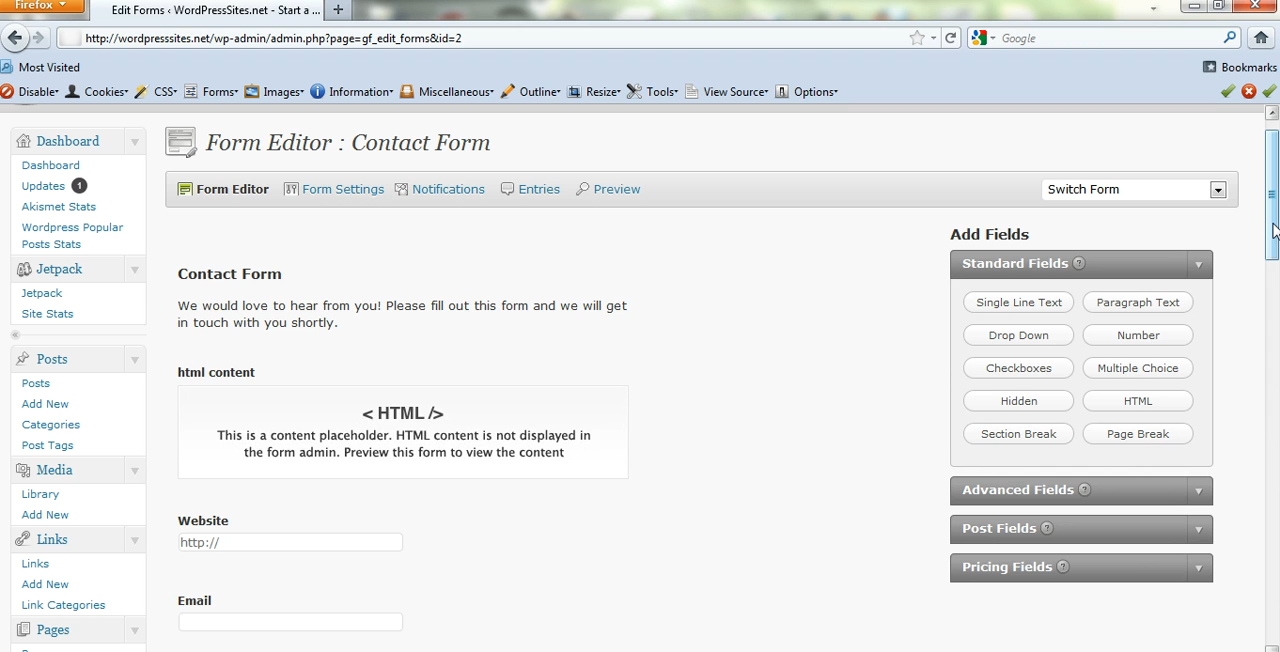 Firefox
Edit Forms ‹ WordPressSites.net - Start a ...
http://wordpresssites.net/wp-admin/admin.php?page=gf_edit_forms&id=2
Google
Most Visited
Bookmarks
Disable
Cookies
CSS
Forms
Images
Information
Miscellaneous
Outline
Resize
Tools
View Source
Options
Dashboard
Dashboard
Updates 1
Akismet Stats
Wordpress Popular
Posts Stats
Jetpack
Jetpack
Site Stats
Posts
Posts
Add New
Categories
Post Tags
Media
Library
Add New
Links
Links
Add New
Link Categories
Pages
Form Editor : Contact Form
Form Editor
Form Settings
Notifications
Entries
Preview
Switch Form
Contact Form
We would love to hear from you! Please fill out this form and we will get
in touch with you shortly.
html content
< HTML />
This is a content placeholder. HTML content is not displayed in
the form admin. Preview this form to view the content
Website
http://
Email
Add Fields
Standard Fields ?
Single Line Text
Paragraph Text
Drop Down
Number
Checkboxes
Multiple Choice
Hidden
HTML
Section Break
Page Break
Advanced Fields ?
Post Fields ?
Pricing Fields ?